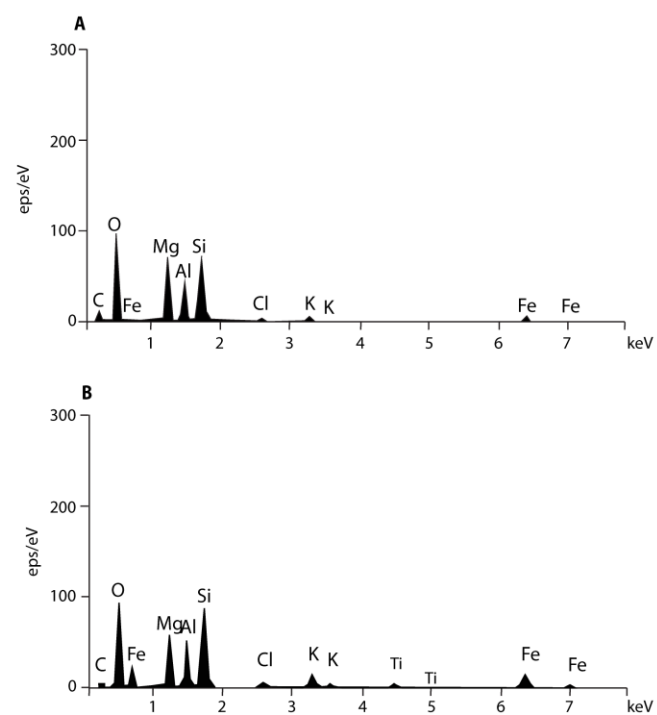 A
300
200
100
0
eps/eV
C
O
Fe
Mg
Al
Si
Cl
K
K
Fe
Fe
1 2 3 4 5 6 7 keV
B
300
200
100
0
eps/eV
C
O
Fe
Mg
Al
Si
Cl
K
K
Ti
Ti
Fe
Fe
1 2 3 4 5 6 7 keV